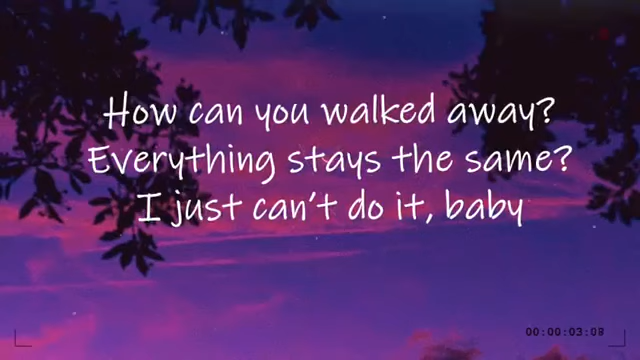 How can you walked away?
Everything stays the same?
I just can't do it, baby
00:00:03:08